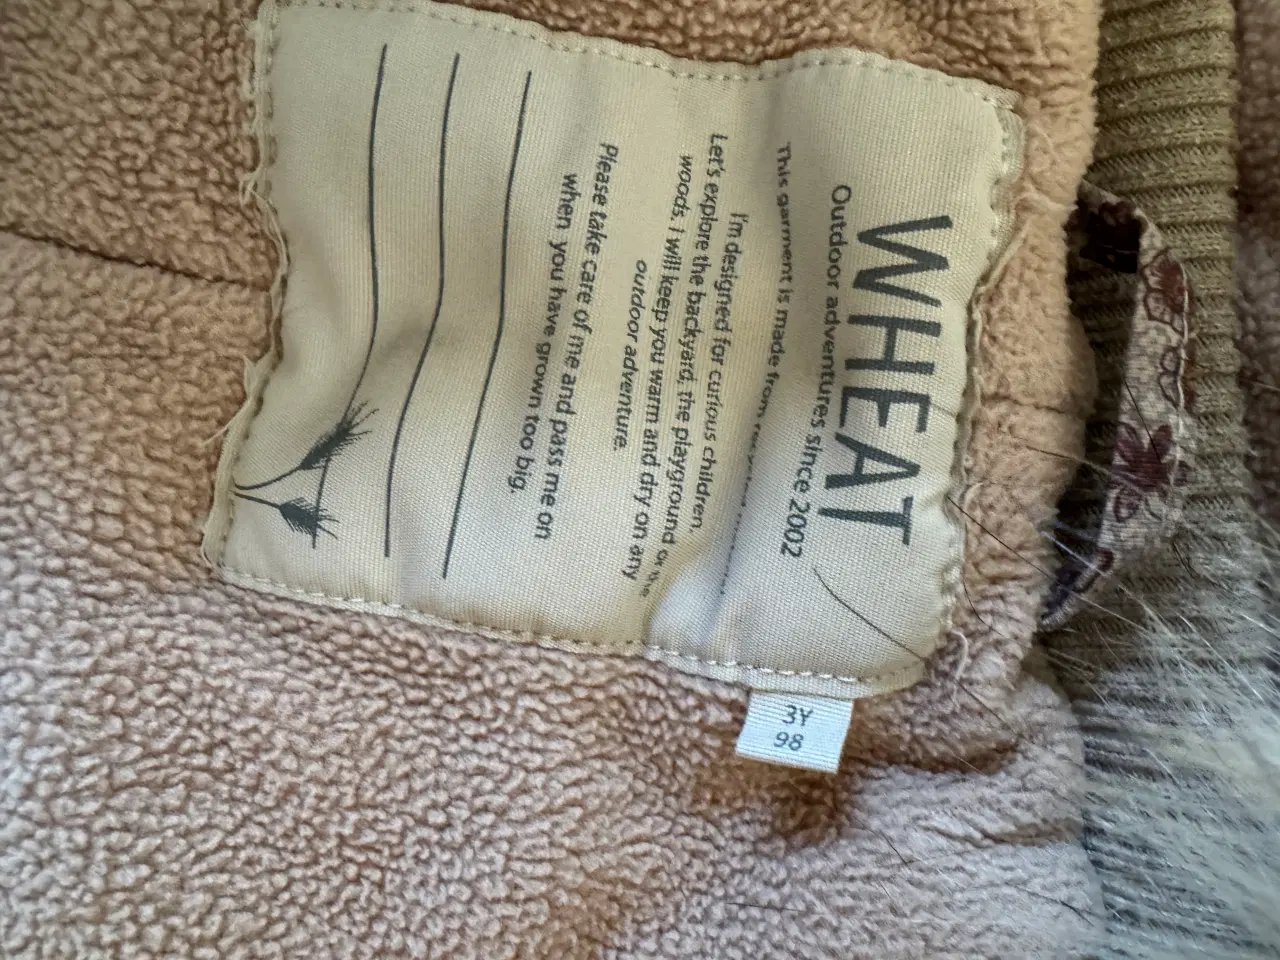 WHEAT
Outdoor adventures since 2002
This garment is made from
I'm designed for curious children.
Let's explore the backyard, the playground or the
woods. I will keep you warm and dry on any
outdoor adventure.
Please take care of me and pass me on
when you have grown too big.
3Y
98